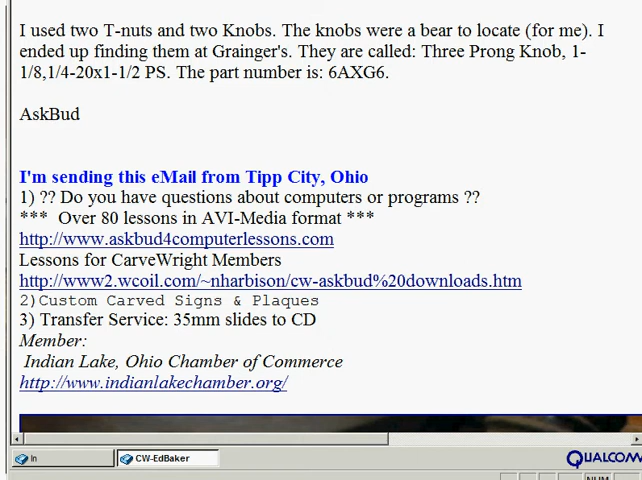 I used two T-nuts and two Knobs. The knobs were a bear to locate (for me). I
ended up finding them at Grainger's. They are called: Three Prong Knob, 1-
1/8,1/4-20x1-1/2 PS. The part number is: 6AXG6.
AskBud
I'm sending this eMail from Tipp City, Ohio
1) ?? Do you have questions about computers or programs ??
*** Over 80 lessons in AVI-Media format ***
http://www.askbud4computerlessons.com
Lessons for CarveWright Members
http://www2.wcoil.com/~nharbison/cw-askbud%20downloads.htm
2)Custom Carved Signs & Plaques
3) Transfer Service: 35mm slides to CD
Member:
Indian Lake, Ohio Chamber of Commerce
http://www.indianlakechamber.org/
In CW-EdBaker QUALCOMM
NUM